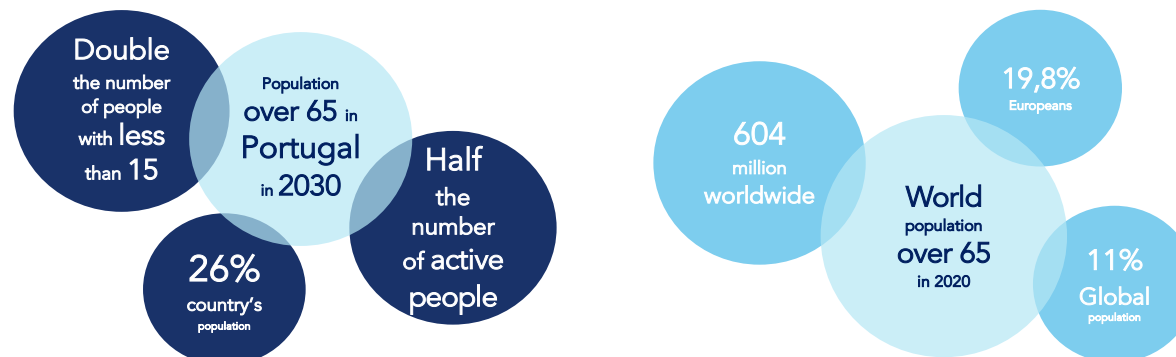 Double
the number
of people
with less
than 15
Population
over 65 in
Portugal
in 2030
Half
the
number
of active
people
26%
country's
population
604
million
worldwide
World
population
over 65
in 2020
19,8%
Europeans
11%
Global
population